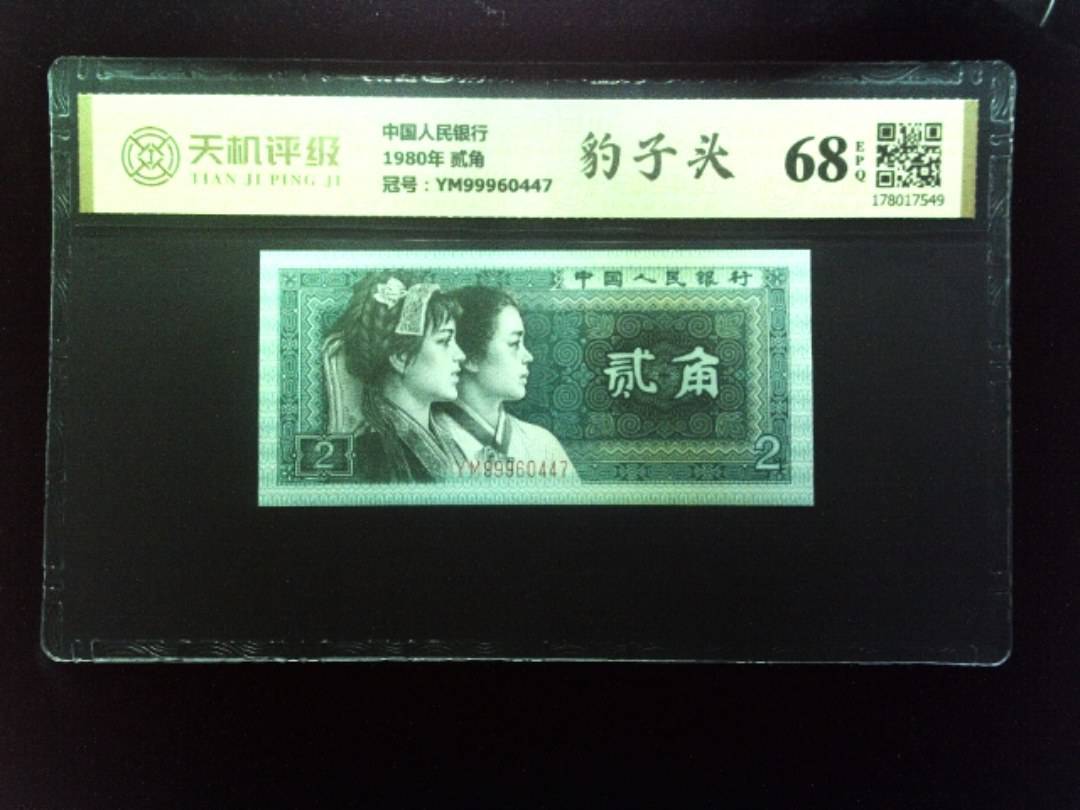 天机评级
TIAN JI PING JI
中国人民银行
1980年 贰角
冠号：YM99960447
豹子头
68
EPQ
178017549
中国人民银行
贰角
2
2
YM99960447